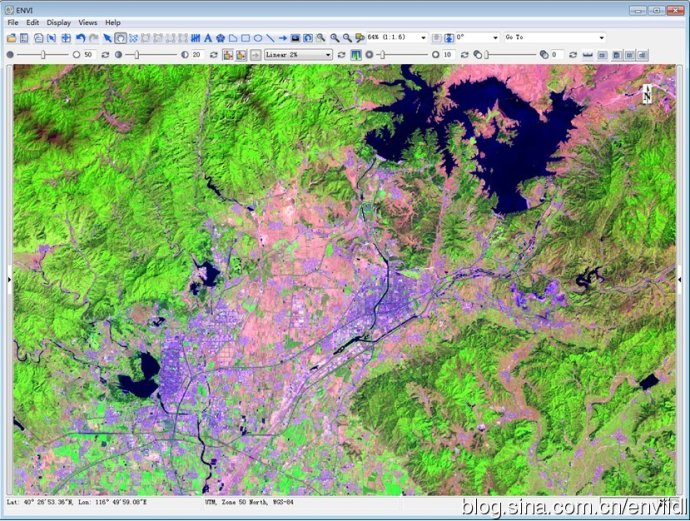 ENVI
File Edit Display Views Help
64% (1:1.6) 0° Go To
50 20 Linear 2% 10 0
N
Lat: 40° 26'53.36"N, Lon: 116° 49'59.08"E UTM, Zone 50 North, WGS-84
blog.sina.com.cn/enviidl